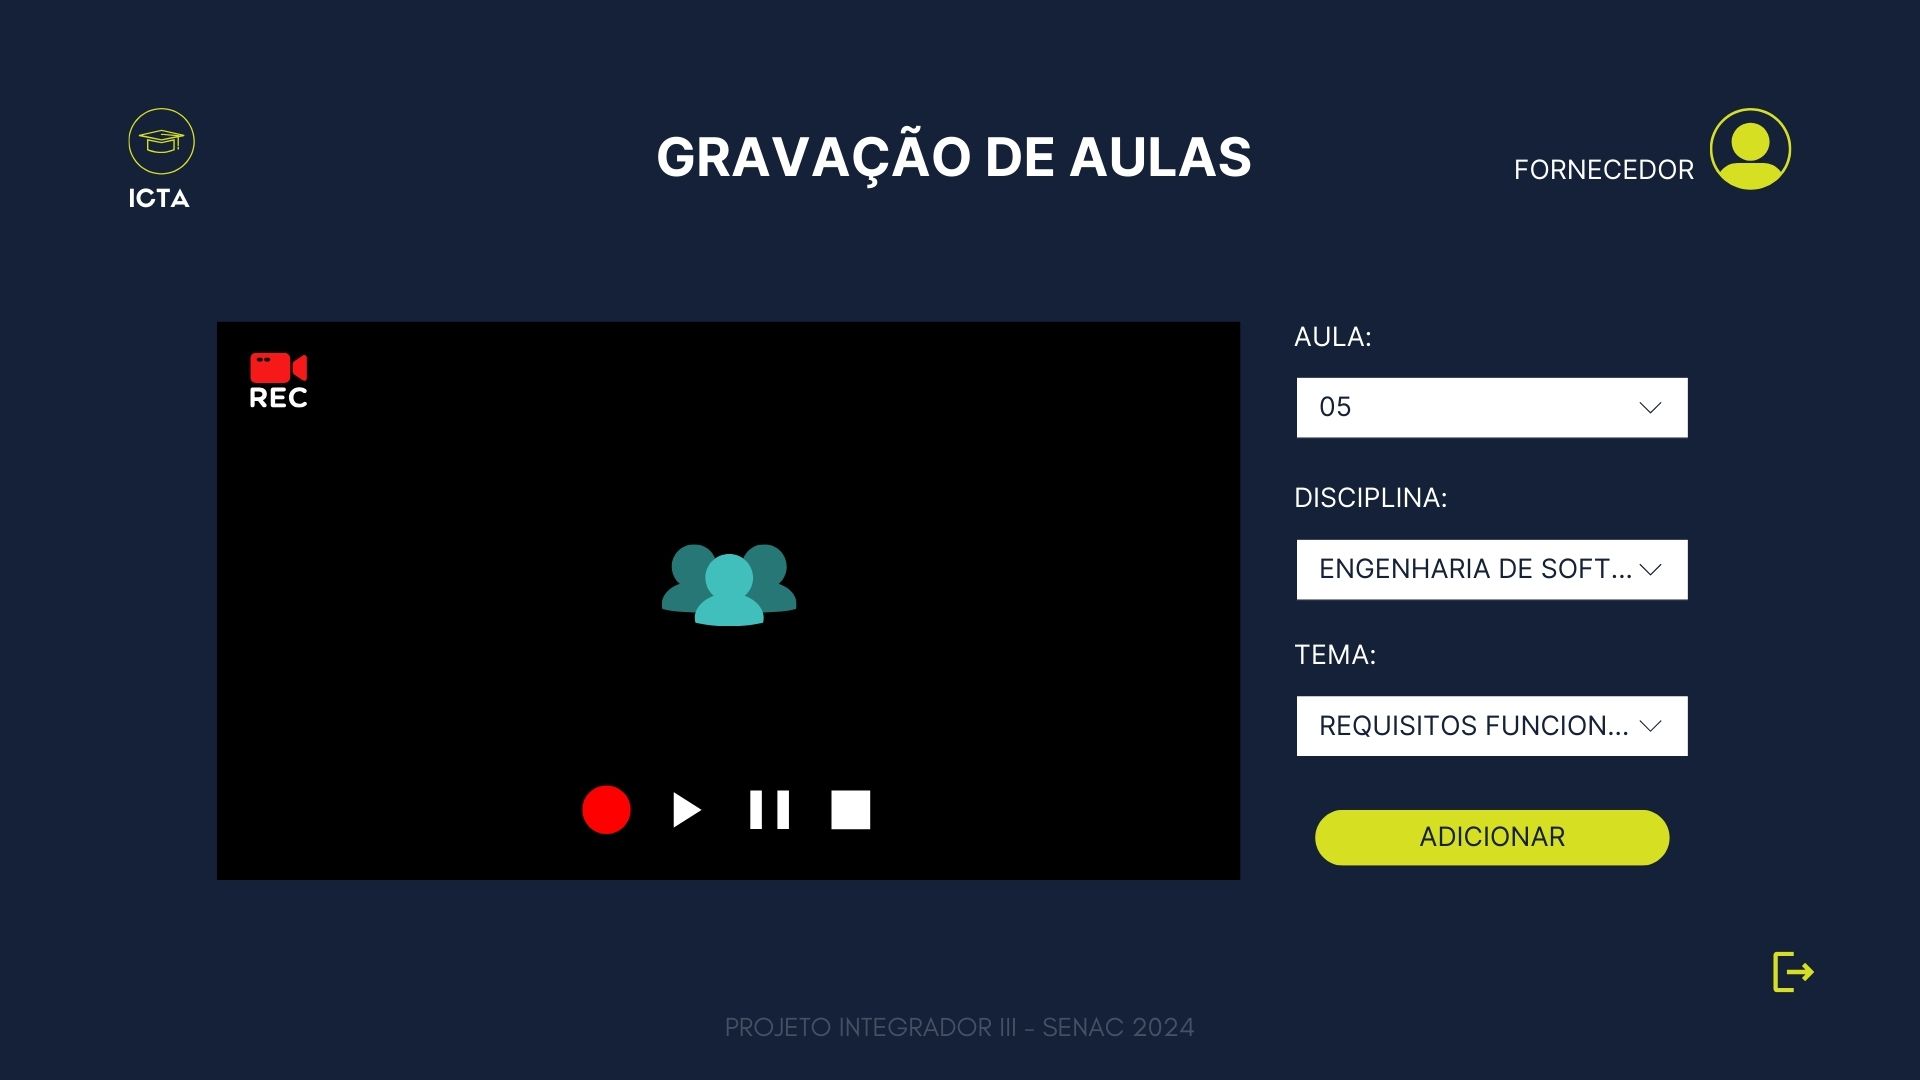 ICTA
GRAVAÇÃO DE AULAS
FORNECEDOR
REC
AULA:
05
DISCIPLINA:
ENGENHARIA DE SOFT...
TEMA:
REQUISITOS FUNCION...
ADICIONAR
PROJETO INTEGRADOR III - SENAC 2024